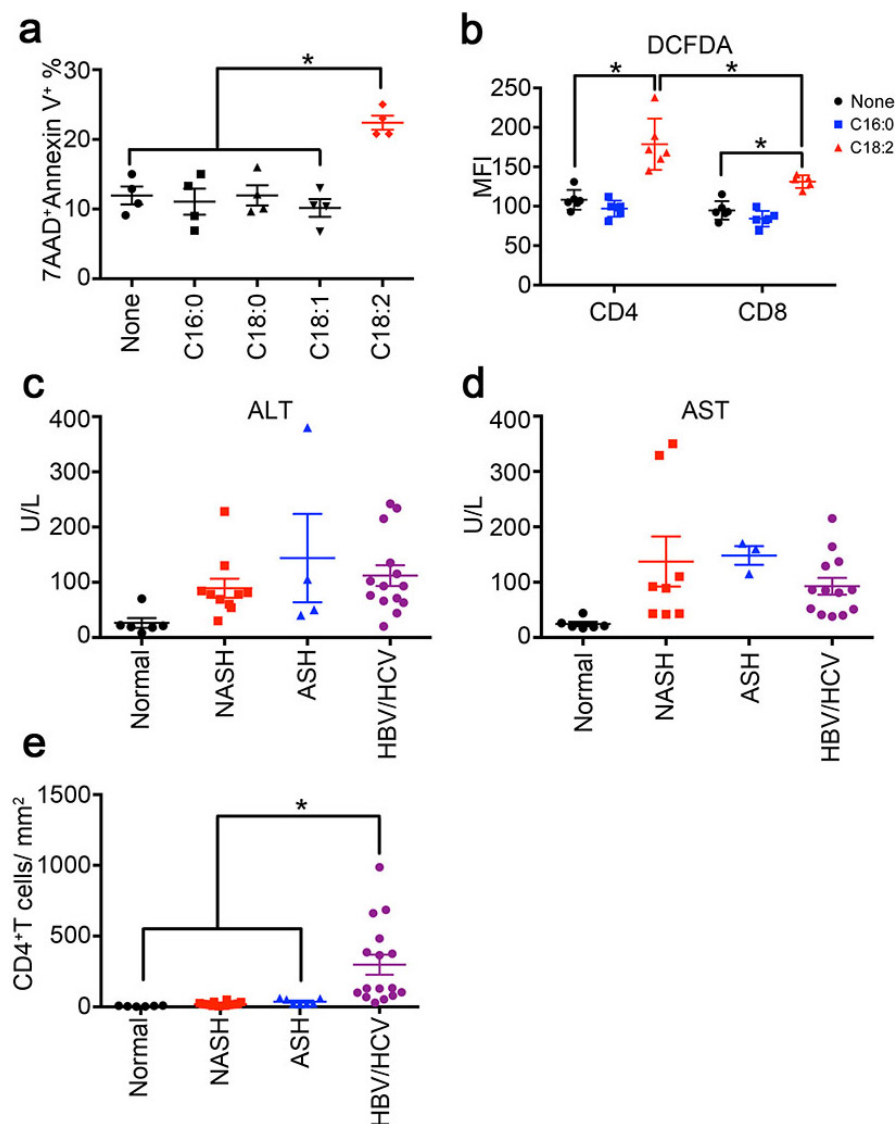 a
7AAD⁺Annexin V⁺ %
30
20
10
0
*
None
C16:0
C18:0
C18:1
C18:2
b
DCFDA
MFI
250
200
150
100
50
0
*
*
*
CD4
CD8
None
C16:0
C18:2
c
ALT
U/L
400
300
200
100
0
Normal
NASH
ASH
HBV/HCV
d
AST
U/L
400
300
200
100
0
Normal
NASH
ASH
HBV/HCV
e
CD4⁺T cells/ mm²
1500
1000
500
0
*
Normal
NASH
ASH
HBV/HCV